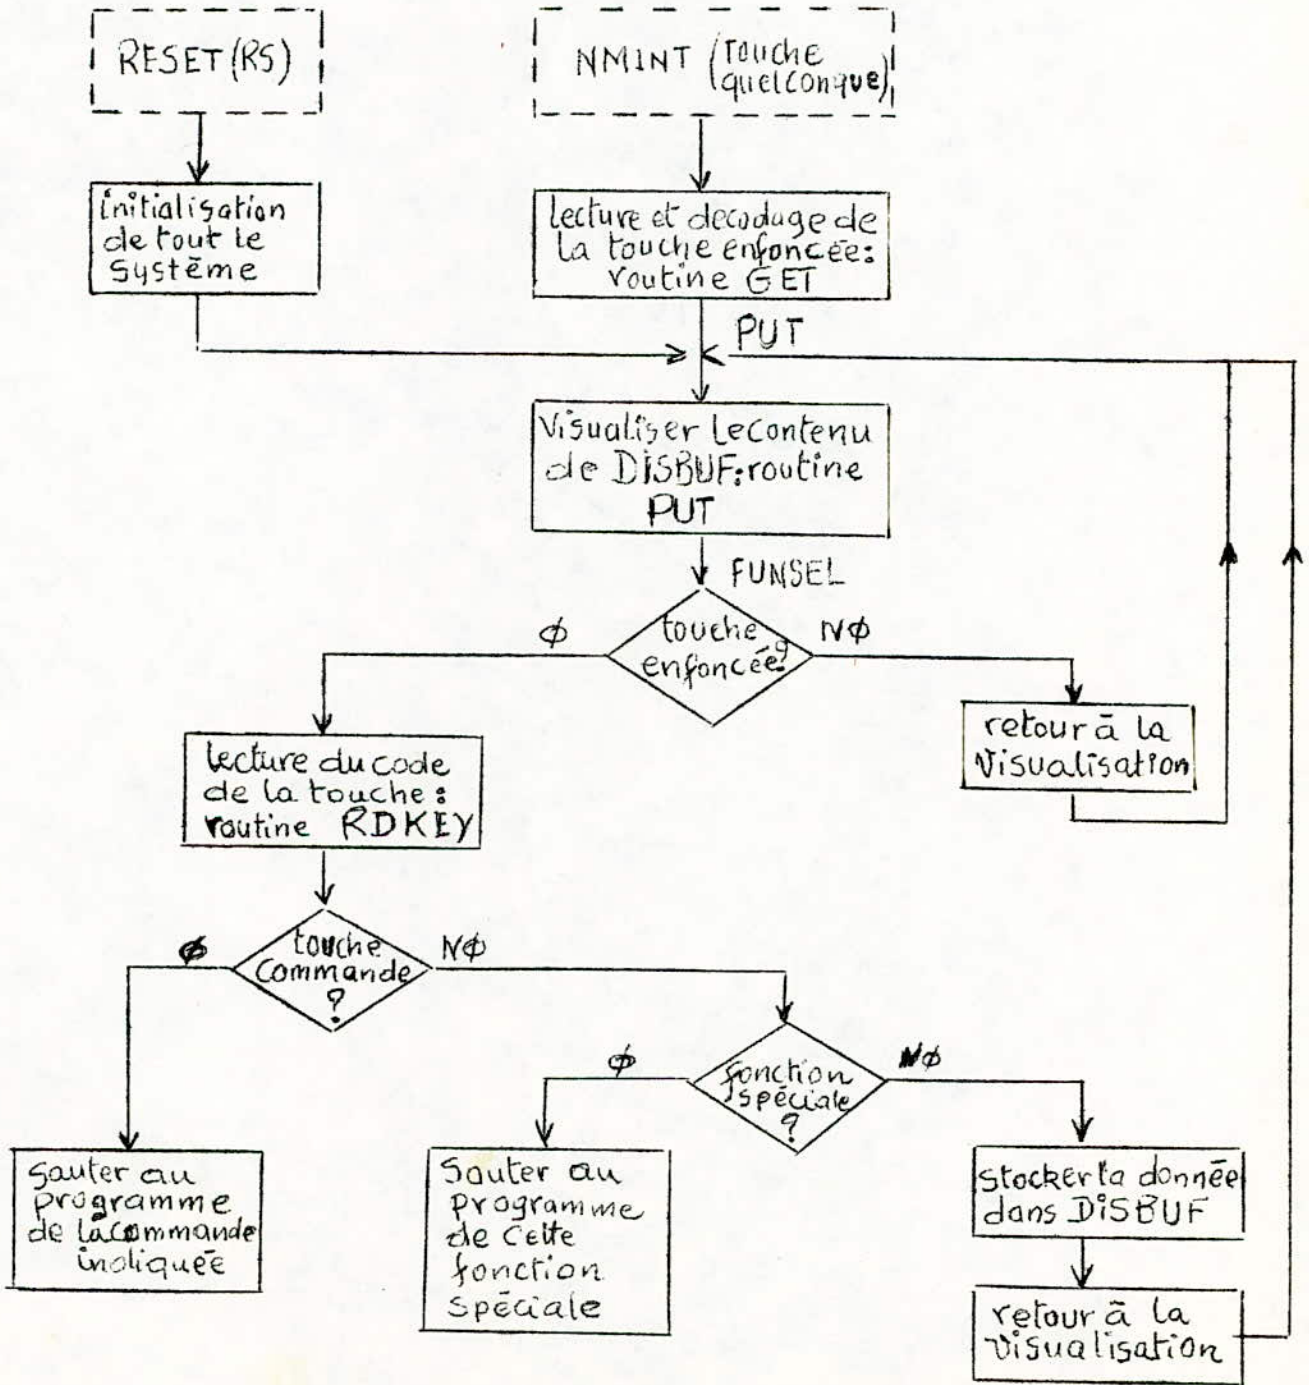 RESET (RS)
NMINT (touche
quelconque)
initialisation
de tout le
système
lecture et decodage de
la touche enfoncée:
routine GET
PUT
Visualiser le contenu
de DISBUF: routine
PUT
FUNSEL
touche
enfoncée?
φ
Nφ
retour à la
Visualisation
lecture du code
de la touche:
routine RDKEY
touche
Commande
?
φ
Nφ
fonction
spéciale
?
φ
Nφ
Sauter au
programme
de la commande
indiquée
Sauter au
programme
de cette
fonction
spéciale
Stocker la donnée
dans DISBUF
retour à la
visualisation